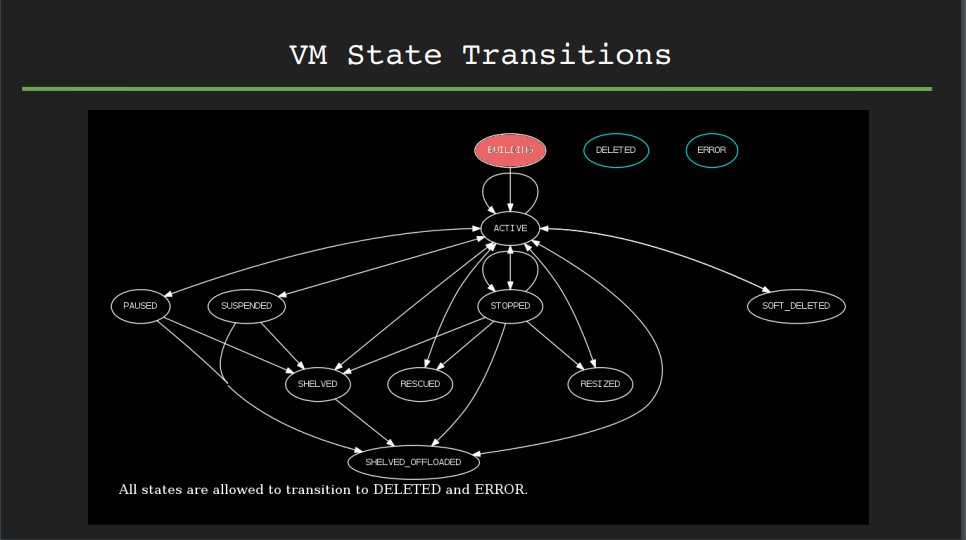 VM State Transitions
BUILDING
DELETED
ERROR
ACTIVE
PAUSED
SUSPENDED
STOPPED
SOFT_DELETED
SHELVED
RESCUED
RESIZED
SHELVED_OFFLOADED
All states are allowed to transition to DELETED and ERROR.